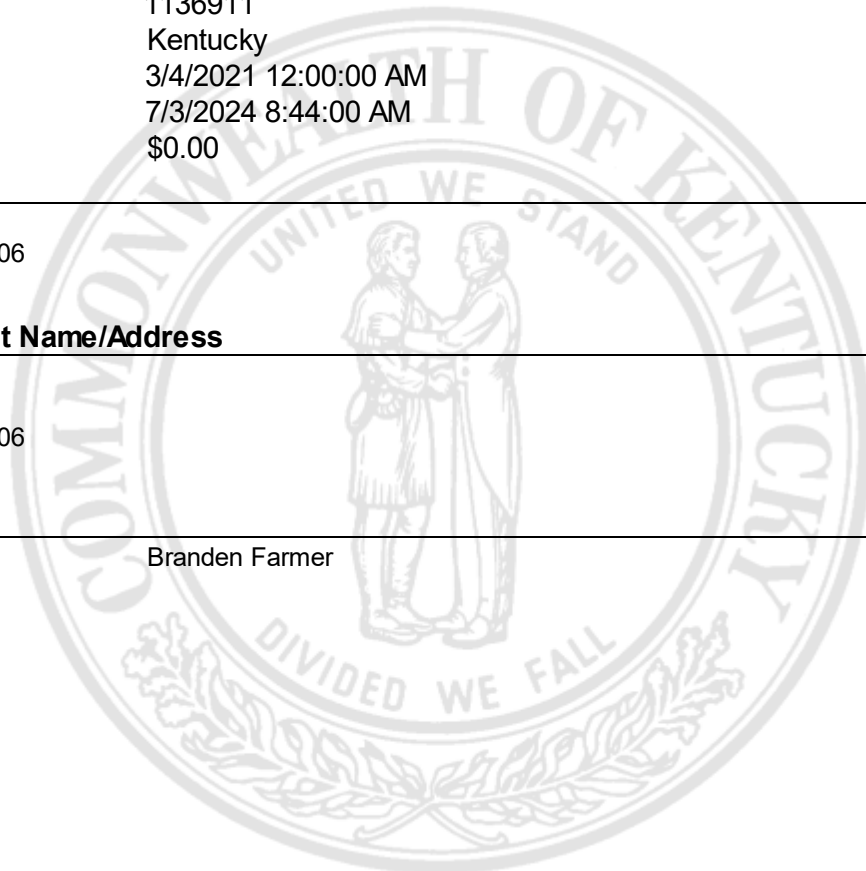 1136911
Kentucky
3/4/2021 12:00:00 AM
7/3/2024 8:44:00 AM
$0.00
06
t Name/Address
06
Branden Farmer
COMMONWEALTH OF KENTUCKY
UNITED WE STAND
DIVIDED WE FALL